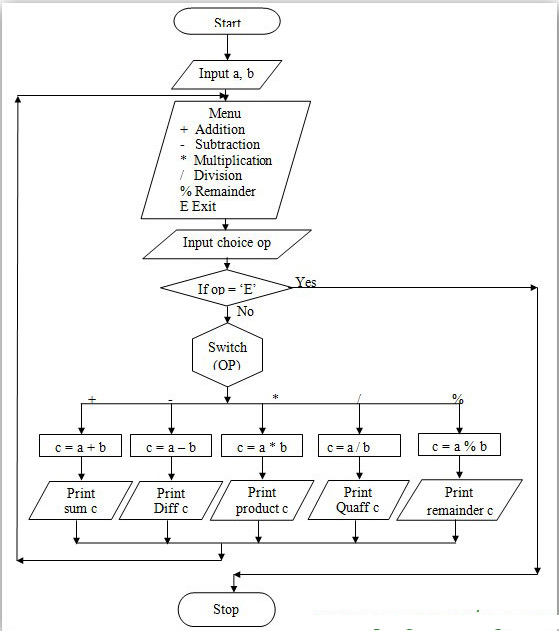 Start
Input a, b
Menu
+ Addition
- Subtraction
* Multiplication
/ Division
% Remainder
E Exit
Input choice op
If op = ‘E’
Yes
No
Switch
(OP)
+ - * / %
c = a + b c = a – b c = a * b c = a / b c = a % b
Print Print Print Print Print
sum c Diff c product c Quaff c remainder c
Stop